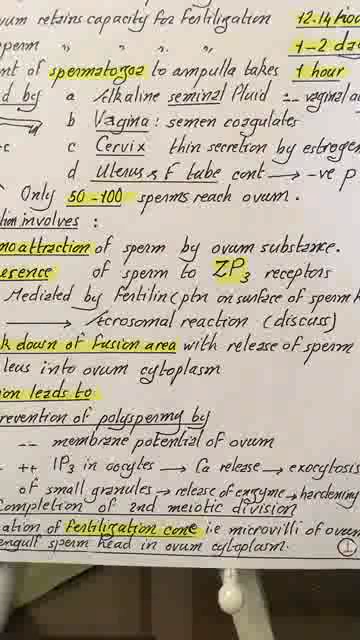 vum retains capacity for fertilization 12-14 hou
perm " " " " 1-2 da
nt of spermatozoa to ampulla takes 1 hour
d by a Alkaline seminal fluid :- vaginal a
b Vagina : semen coagulates
c Cervix thin secretion by estrogen
d Uterus & F tube cont → -ve p
Only 50-100 sperms reach ovum.
tion involves :
moattraction of sperm by ovum substance.
erence of sperm to ZP3 receptors
Mediated by Fertilin (ptn on surface of sperm h
→ Acrosomal reaction (discuss)
k down of fusion area with release of sperm
leus into ovum cytoplasm
ion leads to:
revention of polyspermy by
-- membrane potential of ovum
++ IP3 in oocytes → Ca release → exocytosis
of small granules → release of enzyme → hardening
Completion of 2nd meiotic division
ation of fertilization cone i.e microvilli of ovum
engulf sperm head in ovum cytoplasm. 1